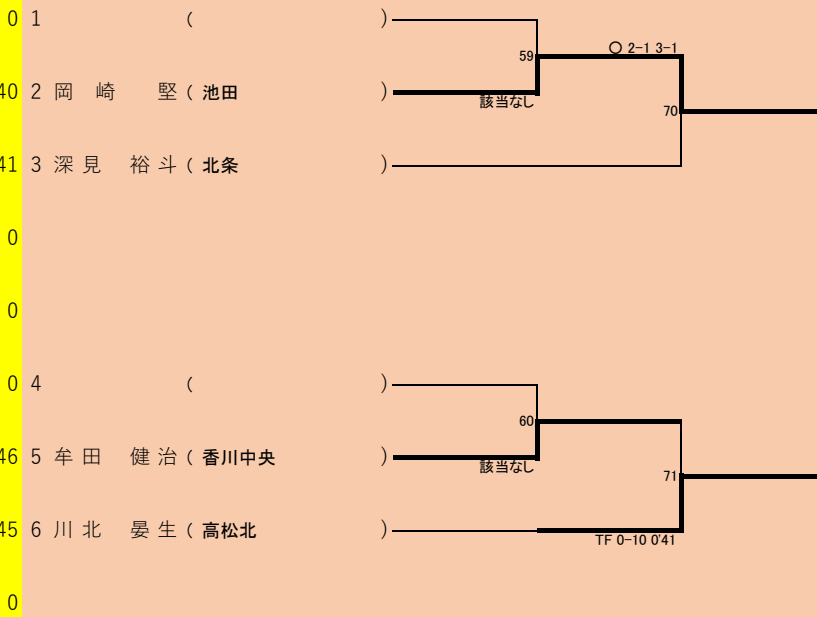 0 1 ( )
59 〇 2-1 3-1
40 2 岡 崎 堅 ( 池田 )
該当なし
70
41 3 深 見 裕 斗 ( 北条 )
0
0
0 4 ( )
60
46 5 牟 田 健 治 ( 香川中央 )
該当なし
71
45 6 川 北 晏 生 ( 高松北 )
TF 0-10 0'41
0